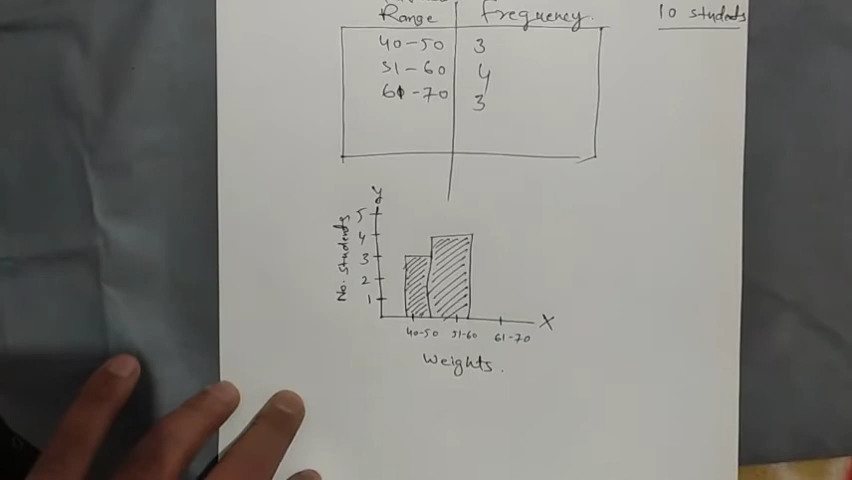 Range Frequency.
10 students
40-50 3
51-60 4
61-70 3
y
5
4
3
2
1
No. Students
X
40-50 51-60 61-70
Weights.